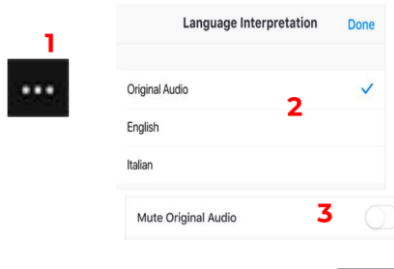 1
Language Interpretation Done
Original Audio
2
English
Italian
Mute Original Audio 3